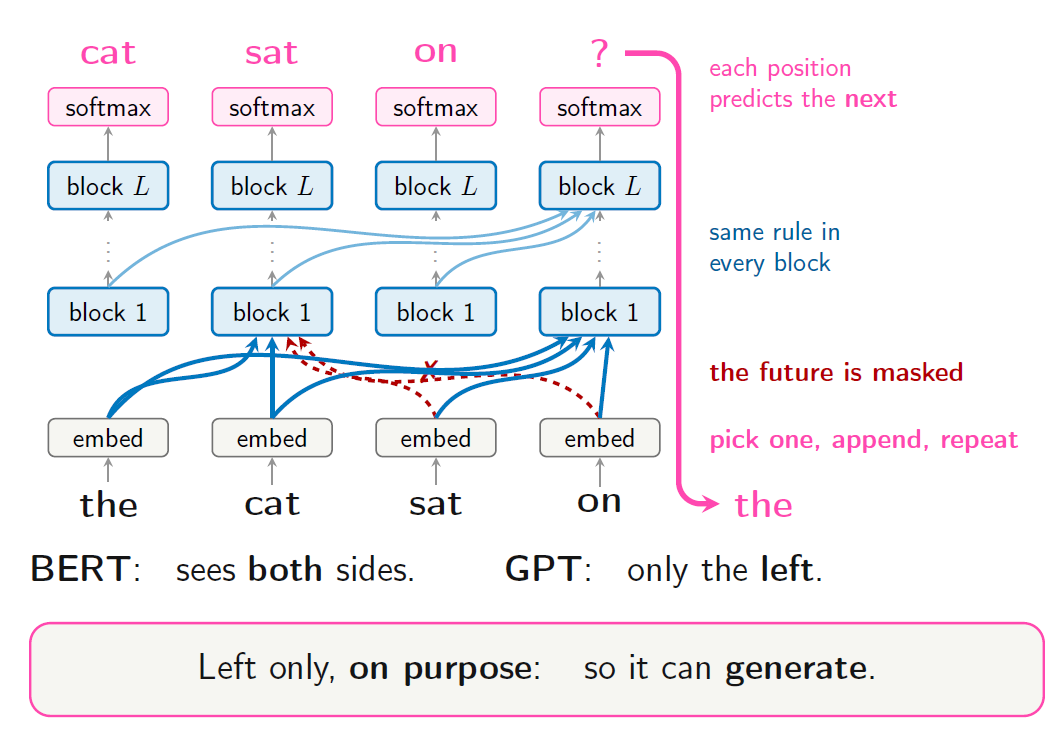 cat sat on ?
softmax softmax softmax softmax
each position
predicts the next
block L block L block L block L
same rule in
every block
block 1 block 1 block 1 block 1
the future is masked
embed embed embed embed
pick one, append, repeat
the cat sat on the
BERT: sees both sides. GPT: only the left.
Left only, on purpose: so it can generate.